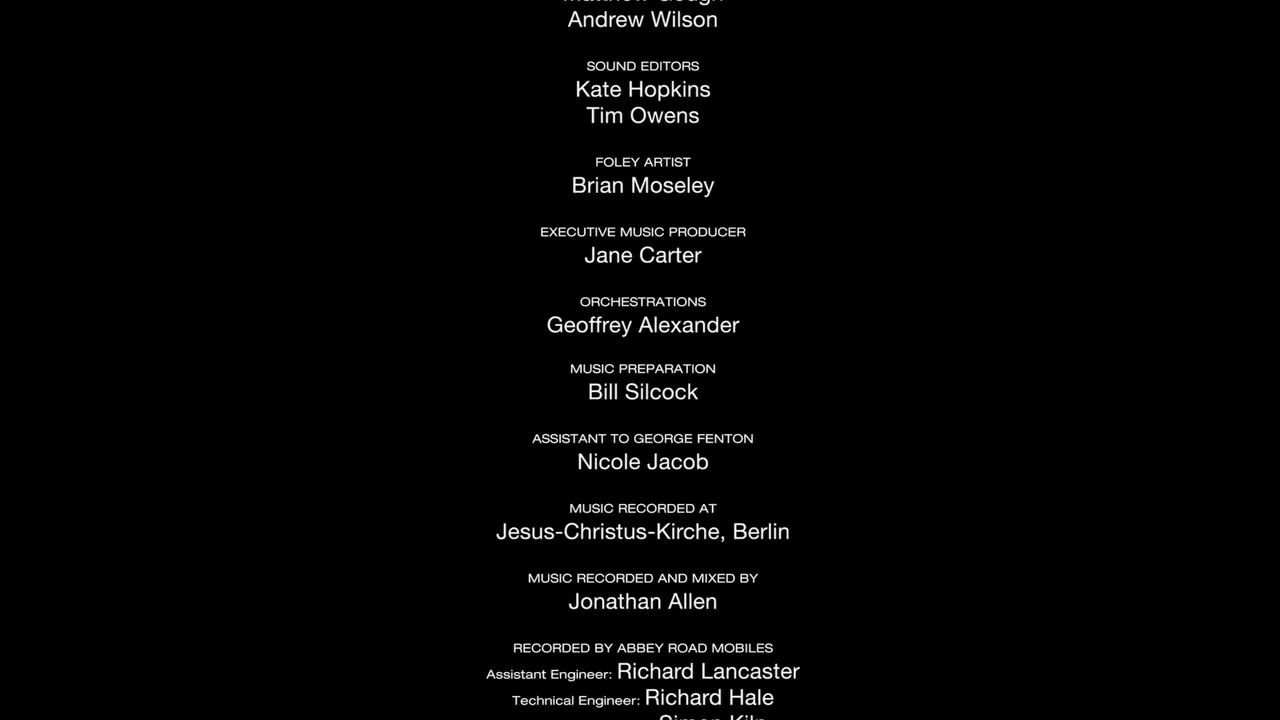 Andrew Wilson
SOUND EDITORS
Kate Hopkins
Tim Owens
FOLEY ARTIST
Brian Moseley
EXECUTIVE MUSIC PRODUCER
Jane Carter
ORCHESTRATIONS
Geoffrey Alexander
MUSIC PREPARATION
Bill Silcock
ASSISTANT TO GEORGE FENTON
Nicole Jacob
MUSIC RECORDED AT
Jesus-Christus-Kirche, Berlin
MUSIC RECORDED AND MIXED BY
Jonathan Allen
RECORDED BY ABBEY ROAD MOBILES
Assistant Engineer: Richard Lancaster
Technical Engineer: Richard Hale